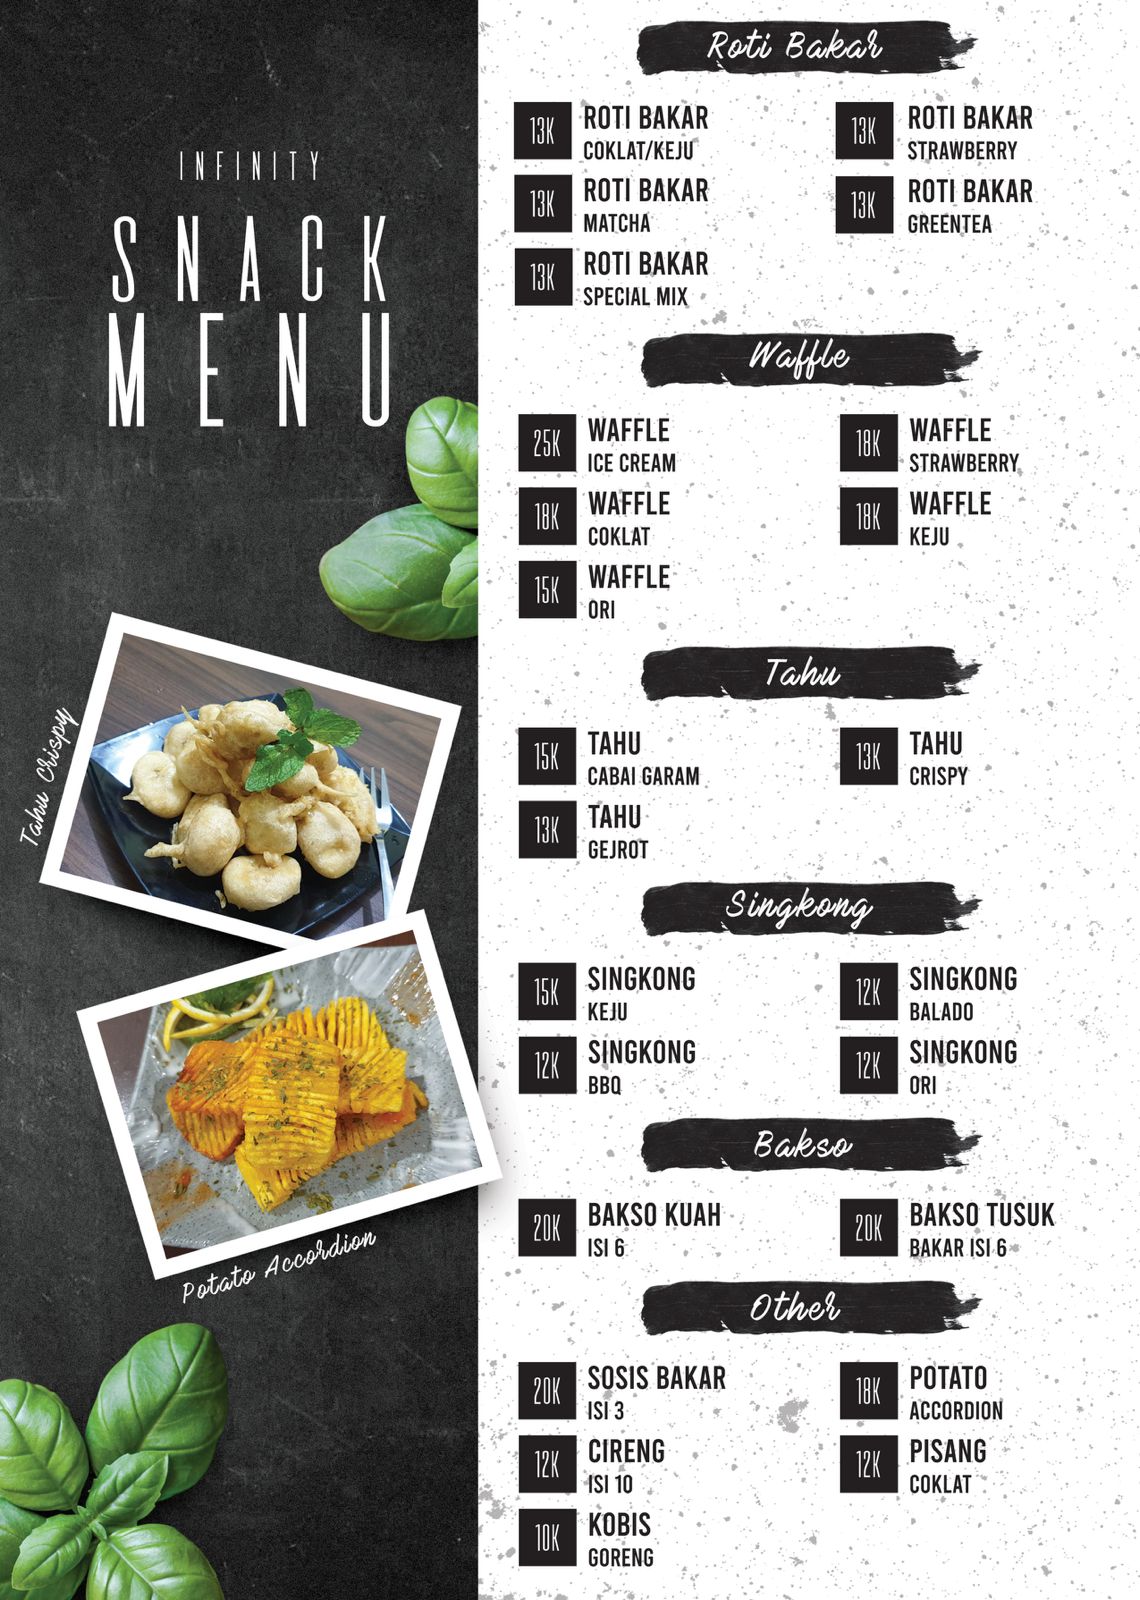 INFINITY
SNACK
MENU
Tahu Crispy
Potato Accordion
Roti Bakar
13K ROTI BAKAR
COKLAT/KEJU
13K ROTI BAKAR
STRAWBERRY
13K ROTI BAKAR
MATCHA
13K ROTI BAKAR
GREENTEA
13K ROTI BAKAR
SPECIAL MIX
Waffle
25K WAFFLE
ICE CREAM
18K WAFFLE
STRAWBERRY
18K WAFFLE
COKLAT
18K WAFFLE
KEJU
15K WAFFLE
ORI
Tahu
15K TAHU
CABAI GARAM
13K TAHU
CRISPY
13K TAHU
GEJROT
Singkong
15K SINGKONG
KEJU
12K SINGKONG
BALADO
12K SINGKONG
BBQ
12K SINGKONG
ORI
Bakso
20K BAKSO KUAH
ISI 6
20K BAKSO TUSUK
BAKAR ISI 6
Other
20K SOSIS BAKAR
ISI 3
18K POTATO
ACCORDION
12K CIRENG
ISI 10
12K PISANG
COKLAT
10K KOBIS
GORENG